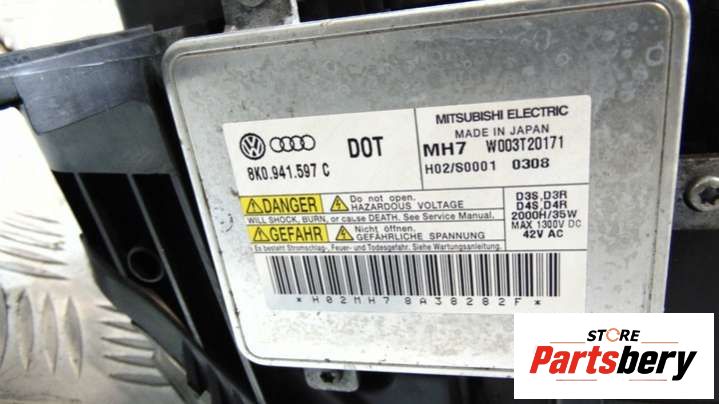 MITSUBISHI ELECTRIC
MADE IN JAPAN
DOT
MH7 W003T20171
8K0.941.597 C
H02/S0001 0308
DANGER Do not open. HAZARDOUS VOLTAGE
WILL SHOCK, BURN, or cause DEATH. See Service Manual.
GEFAHR Nicht öffnen. GEFÄHRLICHE SPANNUNG
Es besteht Stromschlag-, Feuer- und Todesgefahr. Siehe Wartungsanleitung.
D3S,D3R
D4S,D4R
2000H/35W
MAX 1300V DC
42V AC
*H02MH78A38282F*
STORE
Partsbery